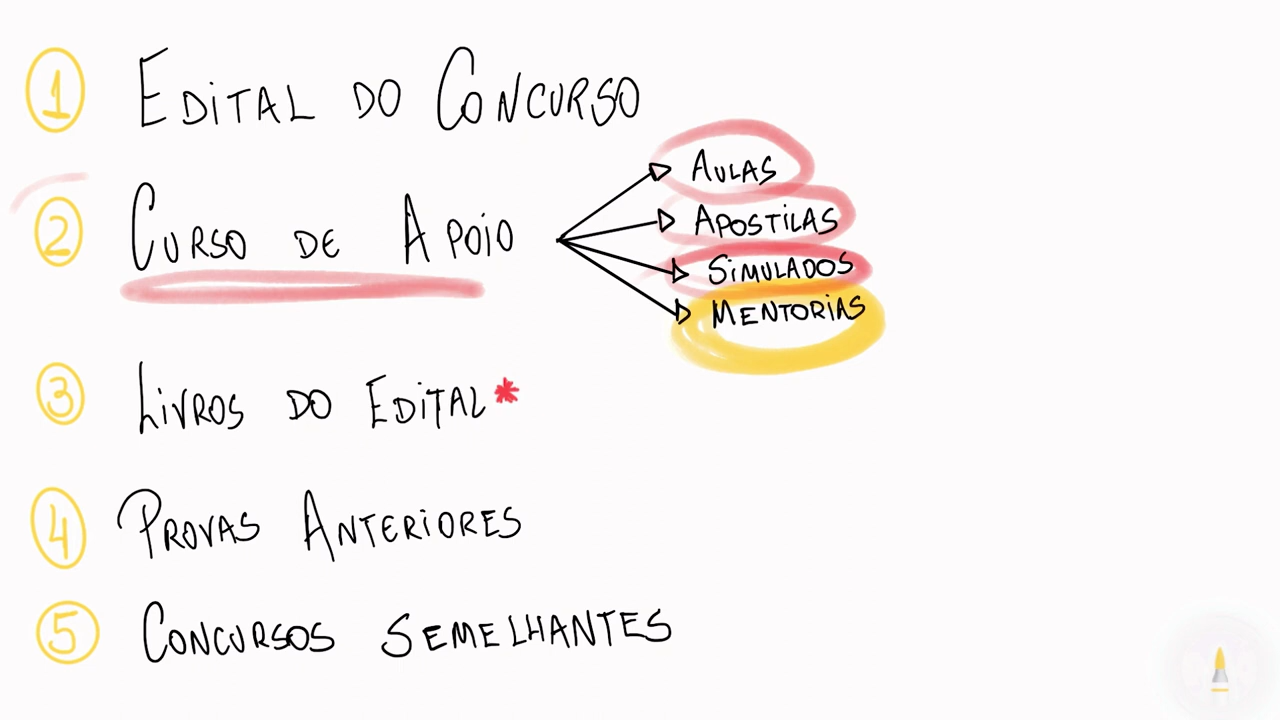 1 EDITAL DO CONCURSO
2 CURSO DE APOIO
AULAS
APOSTILAS
SIMULADOS
MENTORIAS
3 LIVROS DO EDITAL*
4 PROVAS ANTERIORES
5 CONCURSOS SEMELHANTES